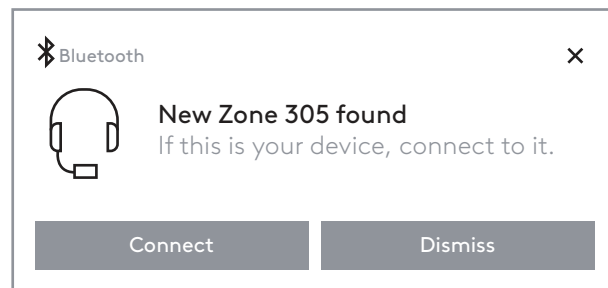 Bluetooth
New Zone 305 found
If this is your device, connect to it.
Connect
Dismiss